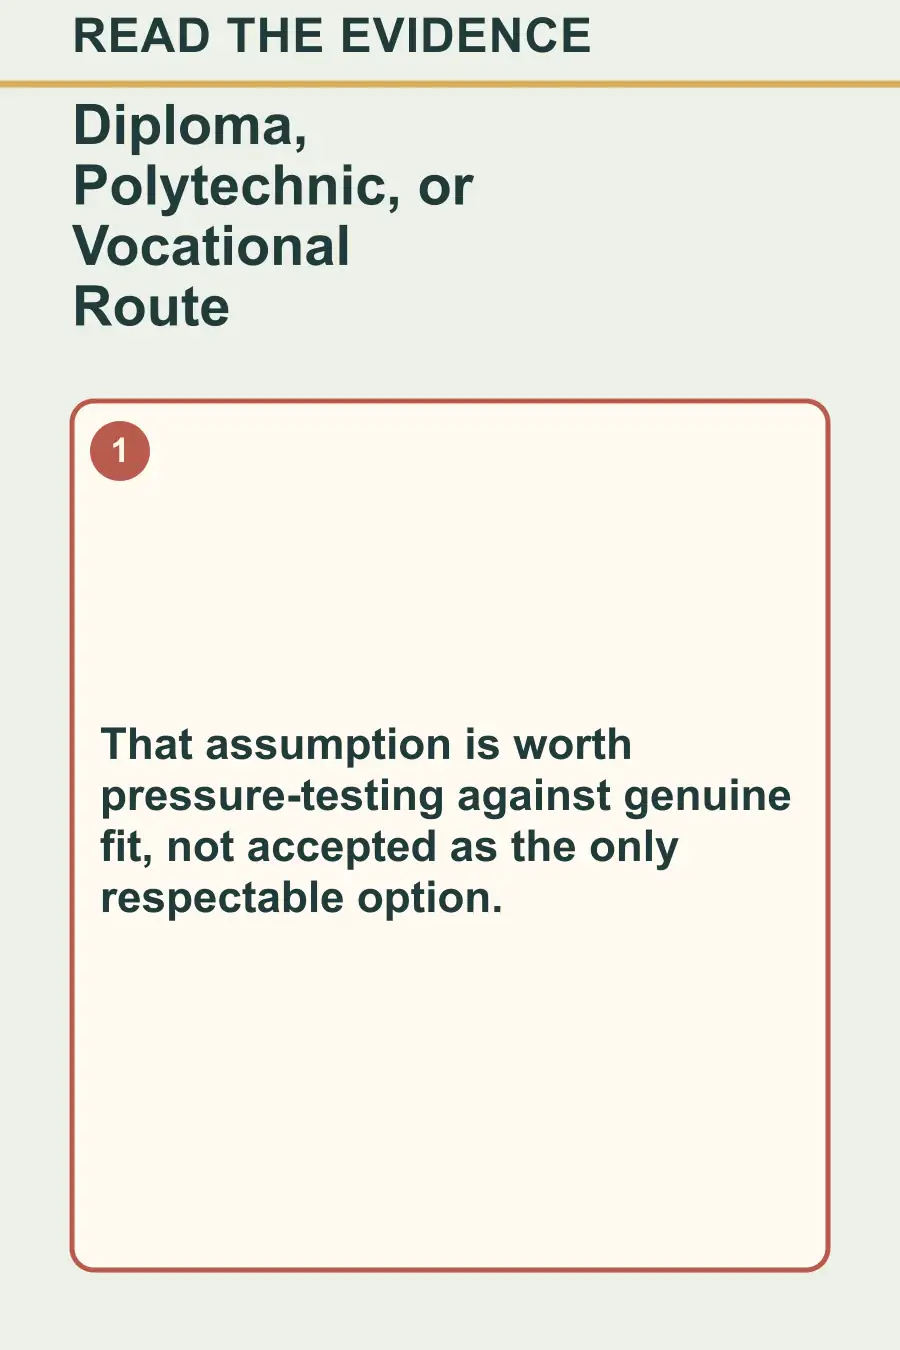 READ THE EVIDENCE
Diploma,
Polytechnic, or
Vocational
Route
1
That assumption is worth
pressure-testing against genuine
fit, not accepted as the only
respectable option.